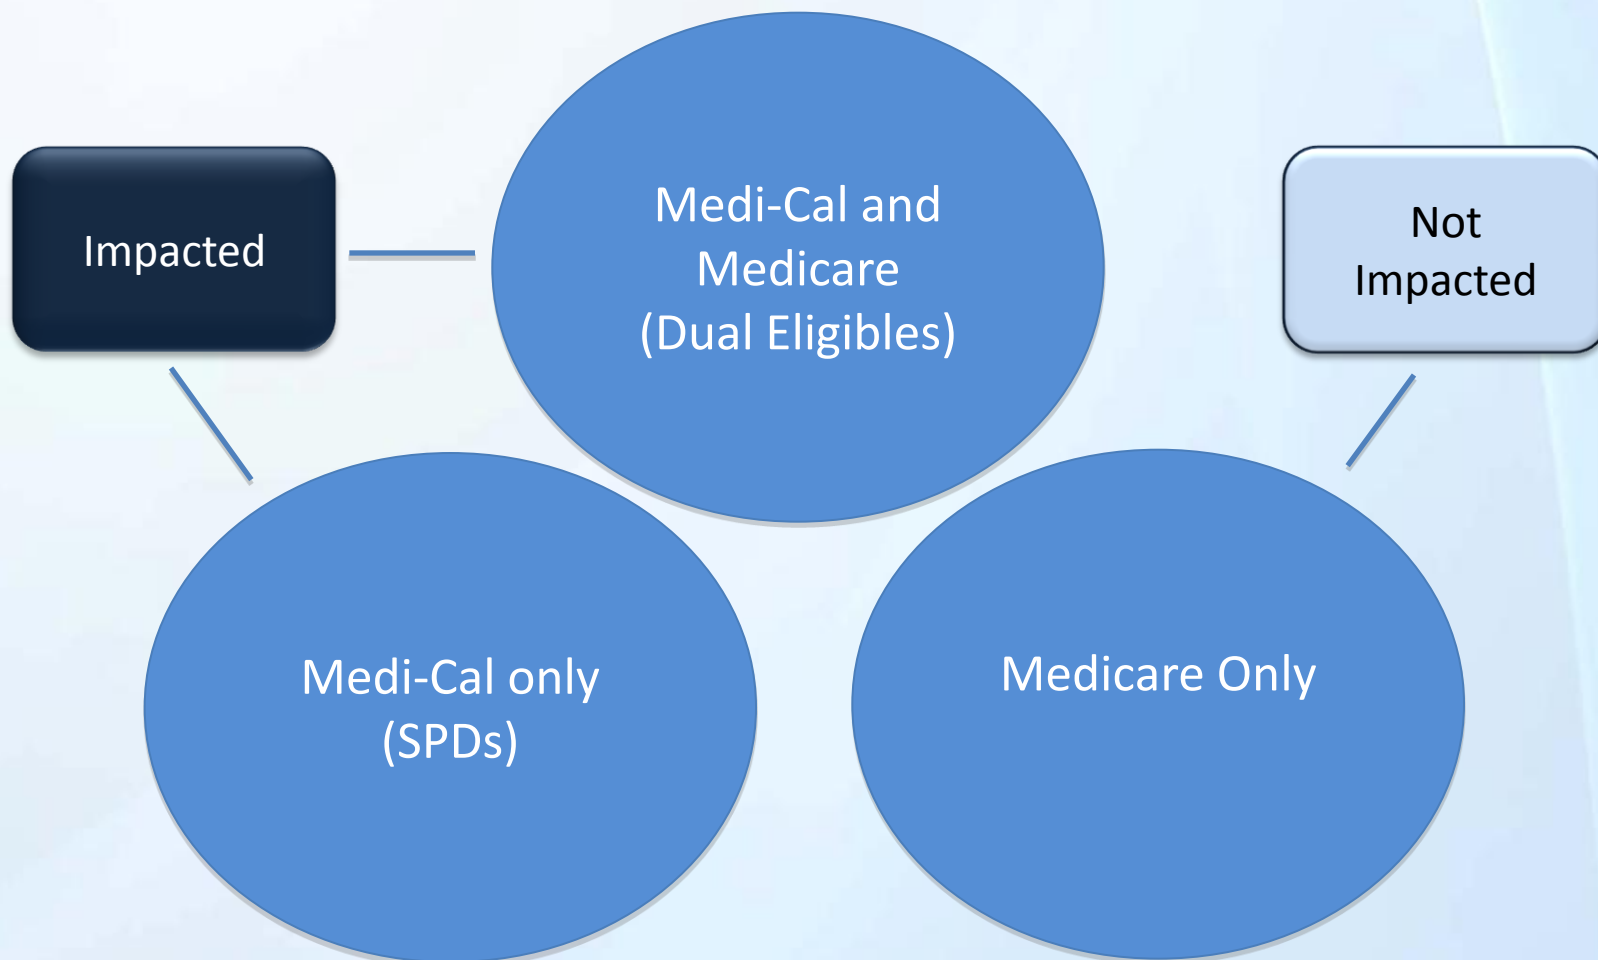 Impacted
Medi-Cal and
Medicare
(Dual Eligibles)
Not
Impacted
Medi-Cal only
(SPDs)
Medicare Only